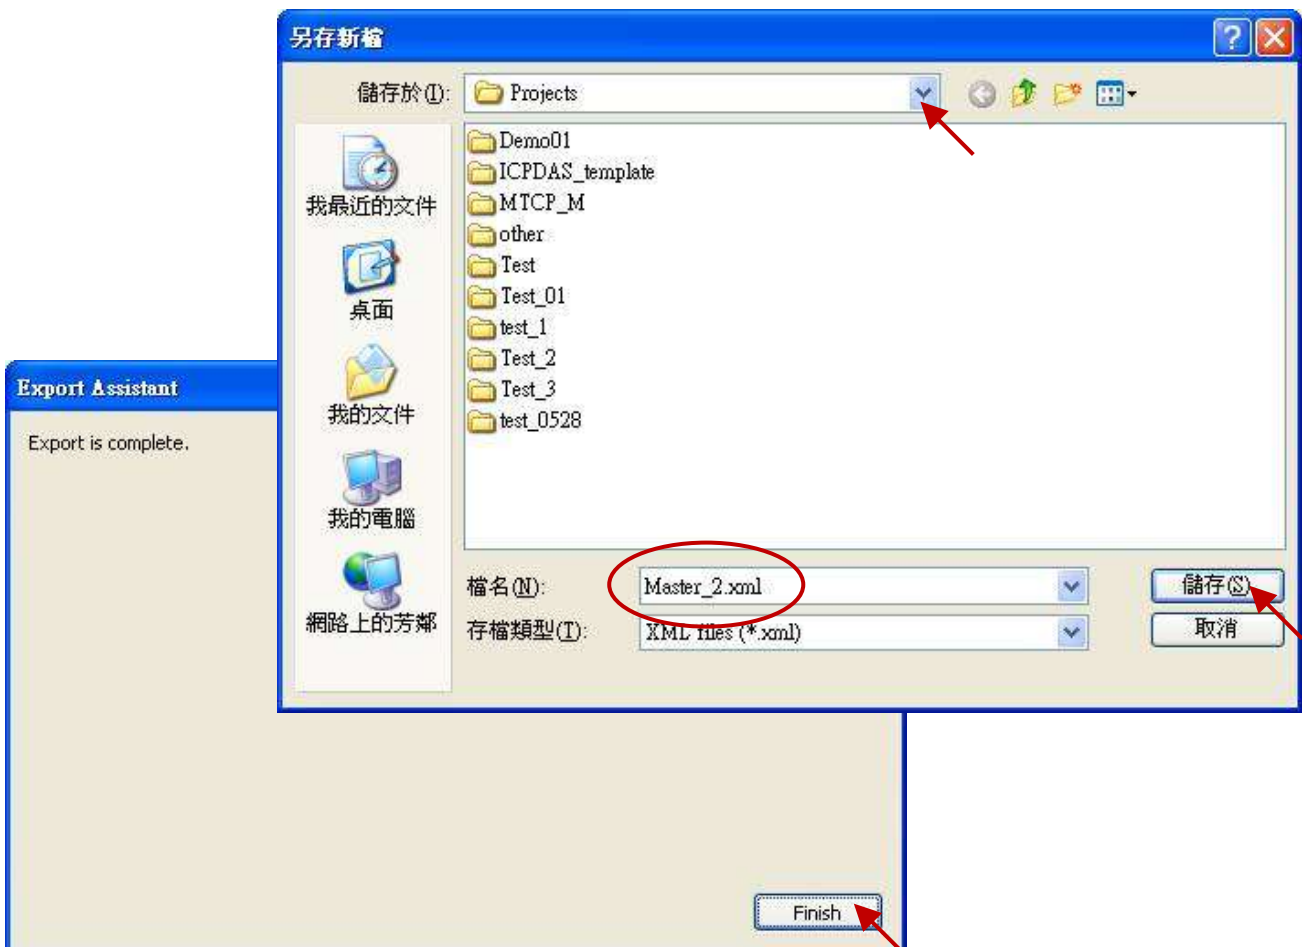 另存新檔
儲存於(I):
Projects
Demo01
ICPDAS_template
MTCP_M
other
Test
Test_01
test_1
Test_2
Test_3
test_0528
我最近的文件
桌面
我的文件
我的電腦
網路上的芳鄰
檔名(N):
Master_2.xml
儲存(S)
存檔類型(T):
XML files (*.xml)
取消
Export Assistant
Export is complete.
Finish